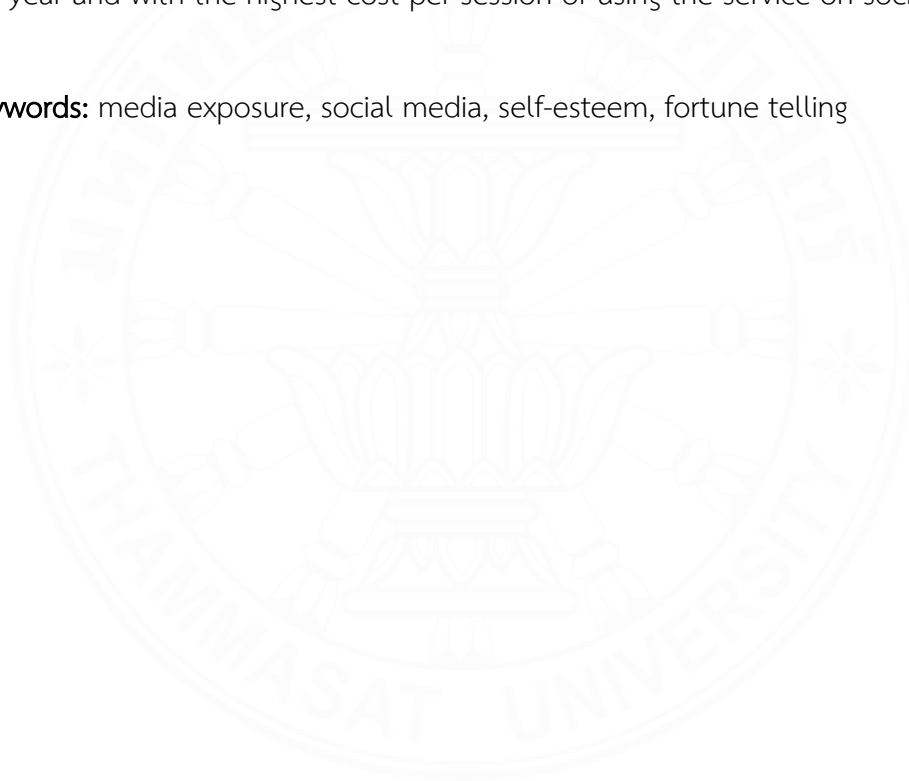 year and with the highest cost per session of using the service on soc
words: media exposure, social media, self-esteem, fortune telling
THAMMASAT UNIVERSITY